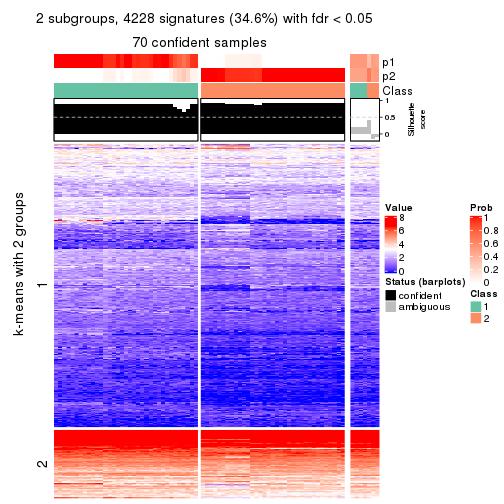 2 subgroups, 4228 signatures (34.6%) with fdr < 0.05
70 confident samples
p1
p2
Class
1
0.5
0
Silhouette
score
k-means with 2 groups
1
2
Value
8
6
4
2
0
Prob
1
0.8
0.6
0.4
0.2
0
Status (barplots)
confident
ambiguous
Class
1
2